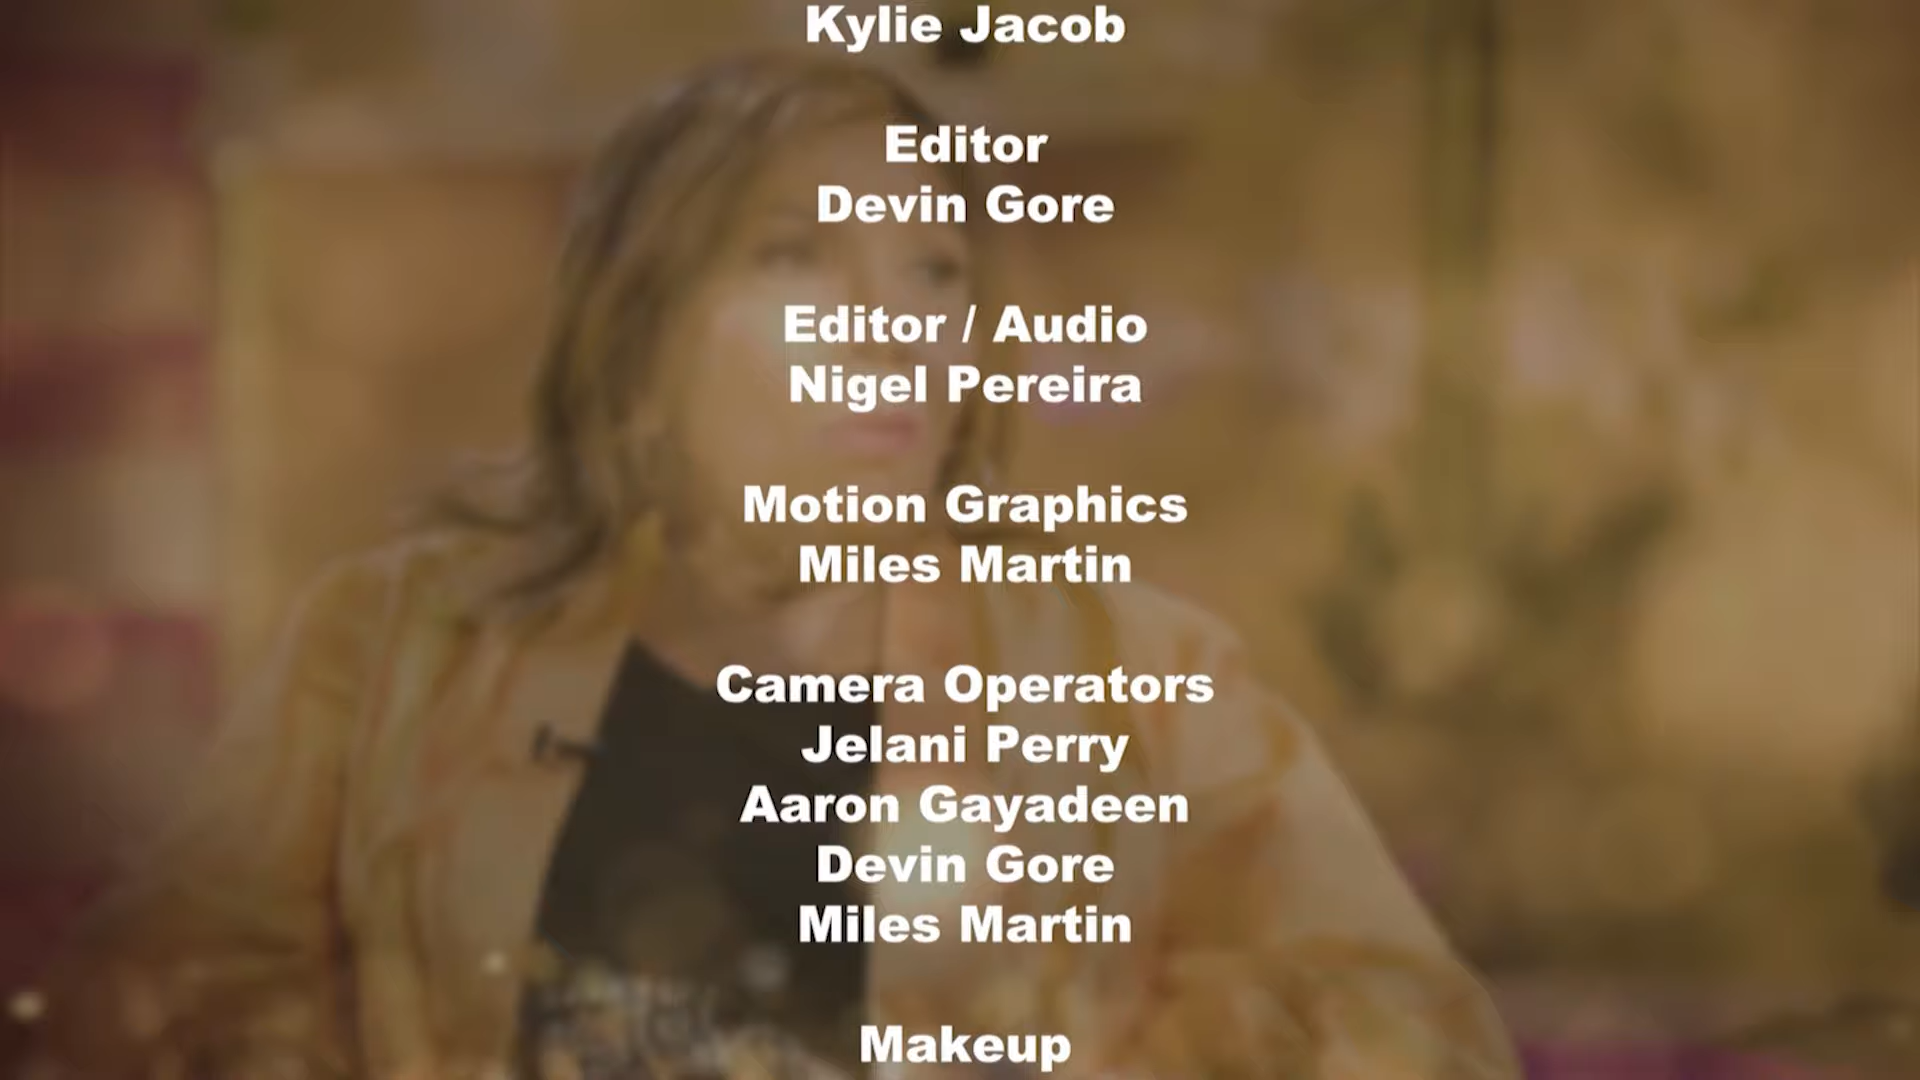 Kylie Jacob
Editor
Devin Gore
Editor / Audio
Nigel Pereira
Motion Graphics
Miles Martin
Camera Operators
Jelani Perry
Aaron Gayadeen
Devin Gore
Miles Martin
Makeup